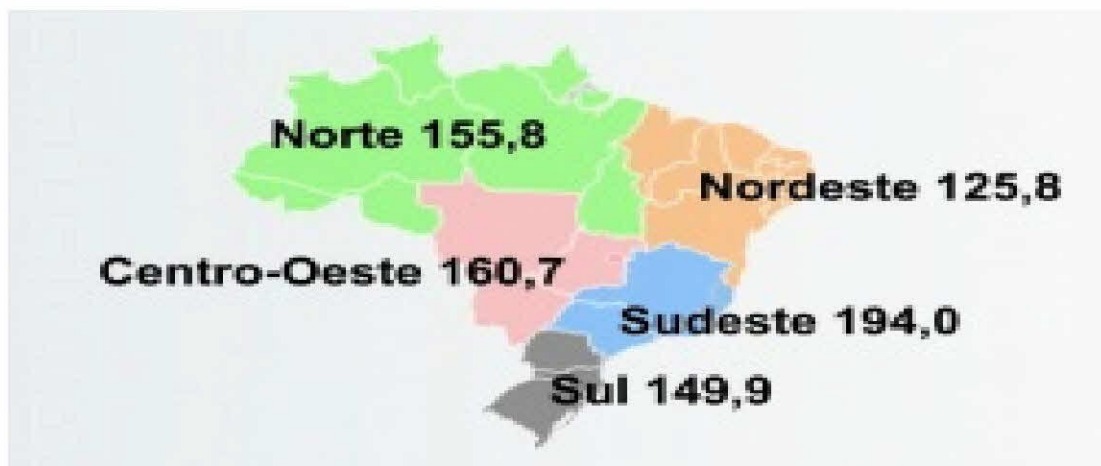 Norte 155,8
Nordeste 125,8
Centro-Oeste 160,7
Sudeste 194,0
Sul 149,9